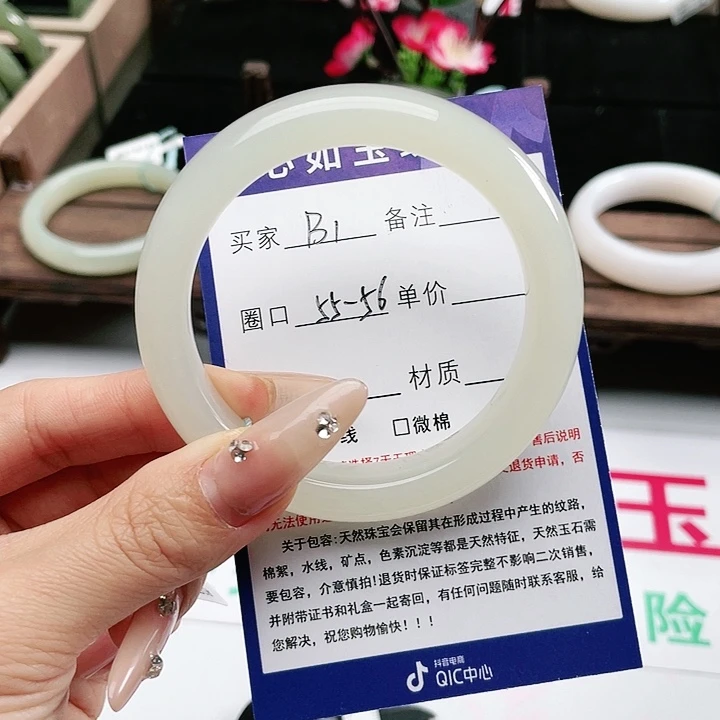 心如玉
买家 B1 备注
圈口 55-56 单价
材质
线 □微棉
售后说明
退货申请，否
无法使用
关于包容:天然珠宝会保留其在形成过程中产生的纹路，
棉絮，水线，矿点，色素沉淀等都是天然特征，天然玉石需
要包容，介意慎拍!退货时保证标签完整不影响二次销售，
并附带证书和礼盒一起寄回，有任何问题随时联系客服，给
您解决，祝您购物愉快！！！
抖音电商
QIC中心
玉
险